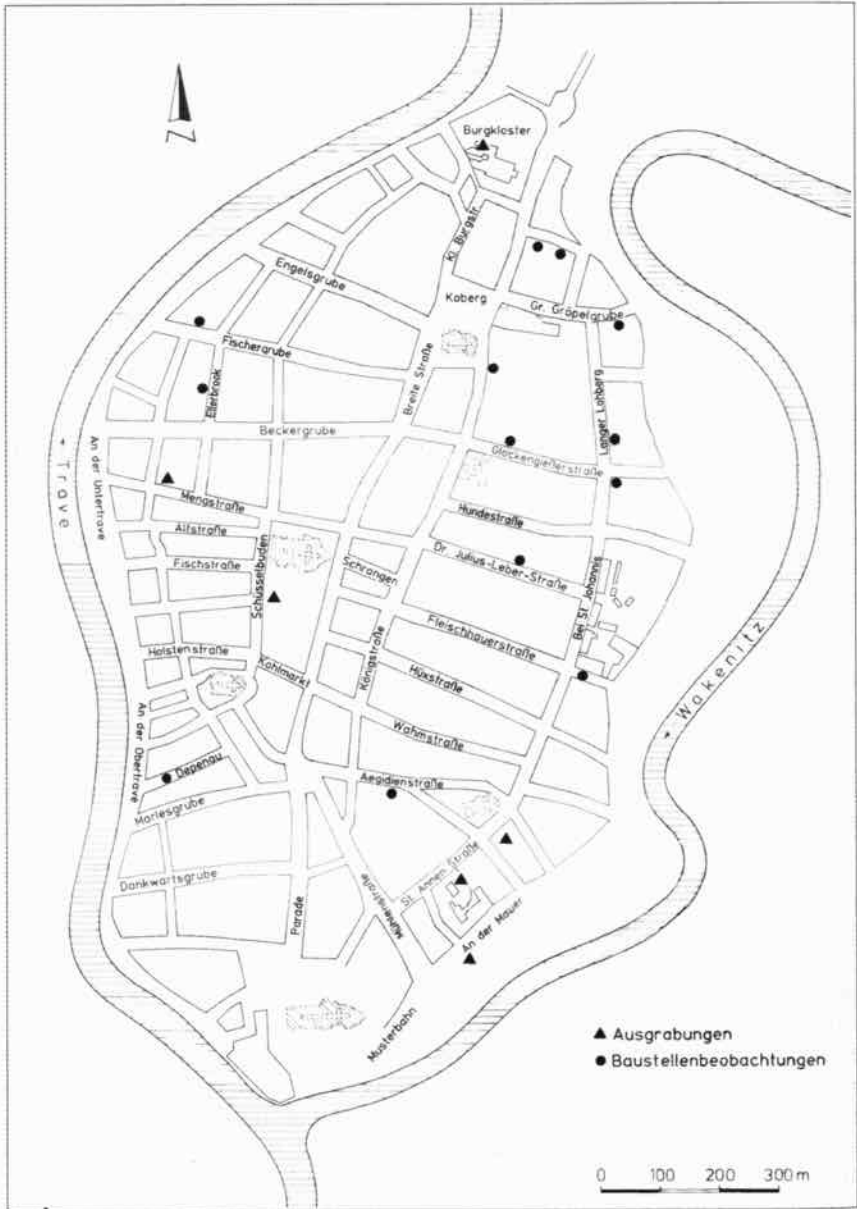 Burgkloster
Kl. Burgstr.
Engelsgrube
Koberg
Gr. Gröpelgrube
Fischergrube
Ellerbrook
Breite Straße
Langer Lohberg
Beckergrube
Glockengießerstraße
An der Untertrave
Trave
Mengstraße
Hundestraße
Alfstraße
Dr. Julius-Leber-Straße
Fischstraße
Schüsselbuden
Schrangen
Bei St. Johannis
Fleischhauerstraße
Holstenstraße
Kohlmarkt
Königstraße
Hüxstraße
Wakenitz
Wahmstraße
An der Obertrave
Depenau
Aegidienstraße
Marlesgrube
Dankwartsgrube
St. Annen Straße
Mühlenstraße
Parade
An der Mauer
Musterbahn
Ausgrabungen
Baustellenbeobachtungen
0 100 200 300 m
N